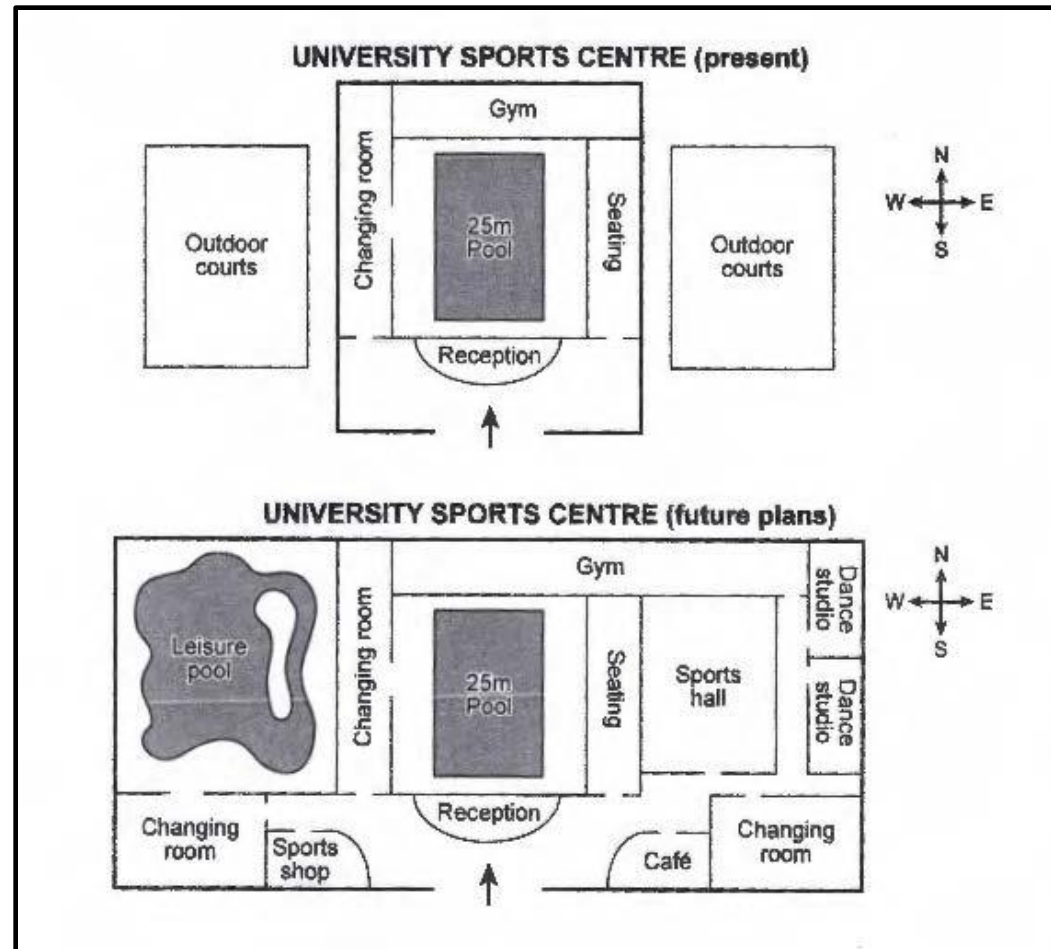 UNIVERSITY SPORTS CENTRE (present)
Gym
Changing room
25m
Pool
Seating
Outdoor
courts
Outdoor
courts
Reception
N
W E
S
UNIVERSITY SPORTS CENTRE (future plans)
Gym
Changing room
Leisure
pool
25m
Pool
Seating
Sports
hall
Dance
studio
Dance
studio
Reception
Changing
room
Sports
shop
Café
Changing
room
N
W E
S